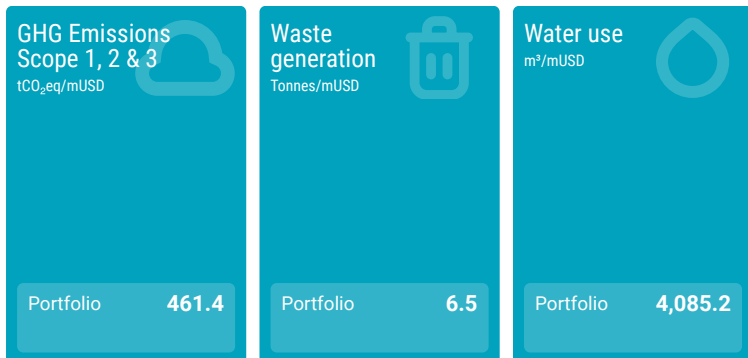 GHG Emissions
Scope 1, 2 & 3
tCO₂eq/mUSD
Portfolio 461.4
Waste
generation
Tonnes/mUSD
Portfolio 6.5
Water use
m³/mUSD
Portfolio 4,085.2